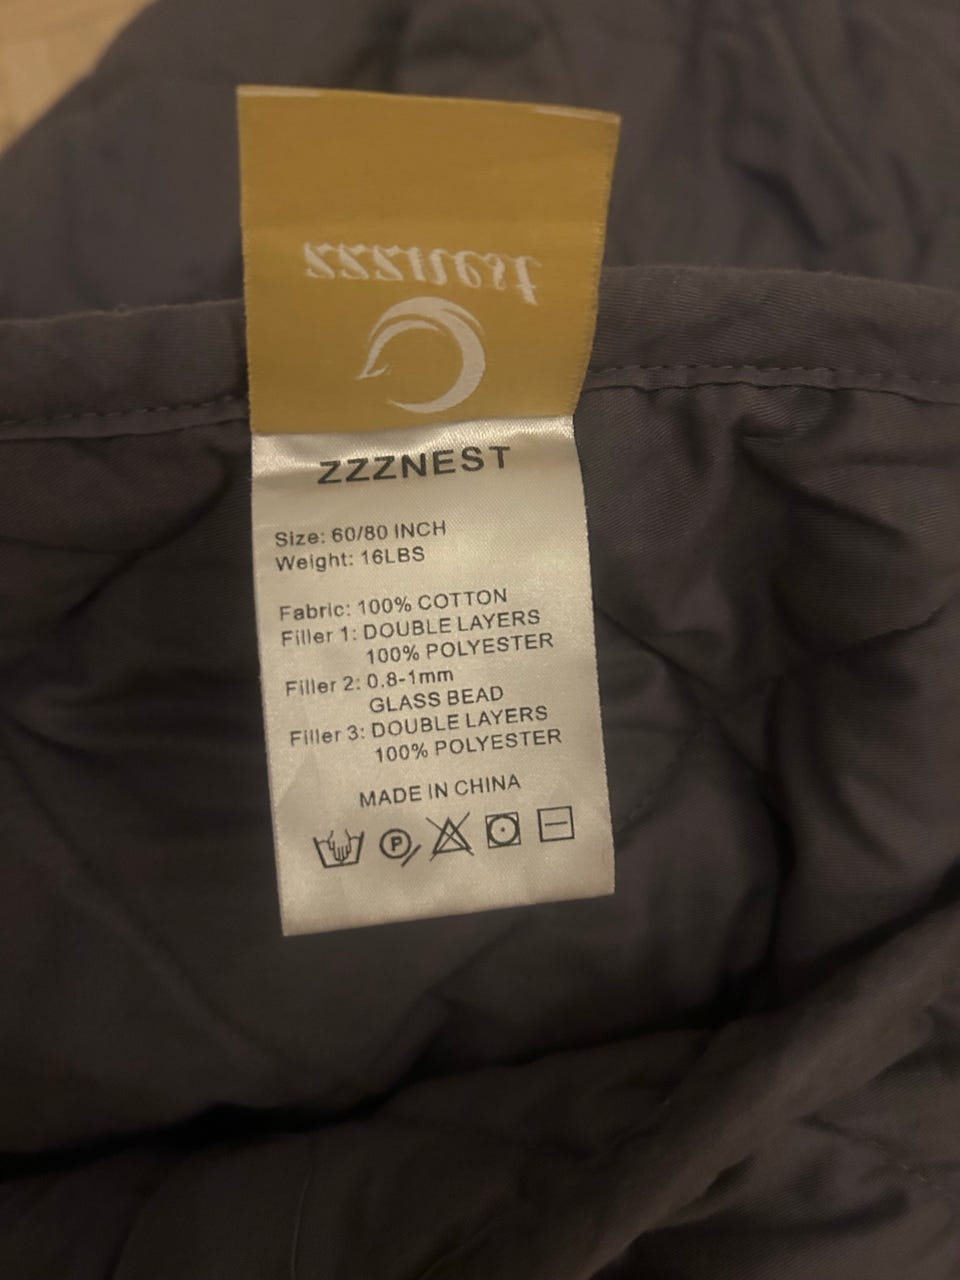 zzznest
ZZZNEST
Size: 60/80 INCH
Weight: 16LBS
Fabric: 100% COTTON
Filler 1: DOUBLE LAYERS
100% POLYESTER
Filler 2: 0.8-1mm
GLASS BEAD
Filler 3: DOUBLE LAYERS
100% POLYESTER
MADE IN CHINA
P